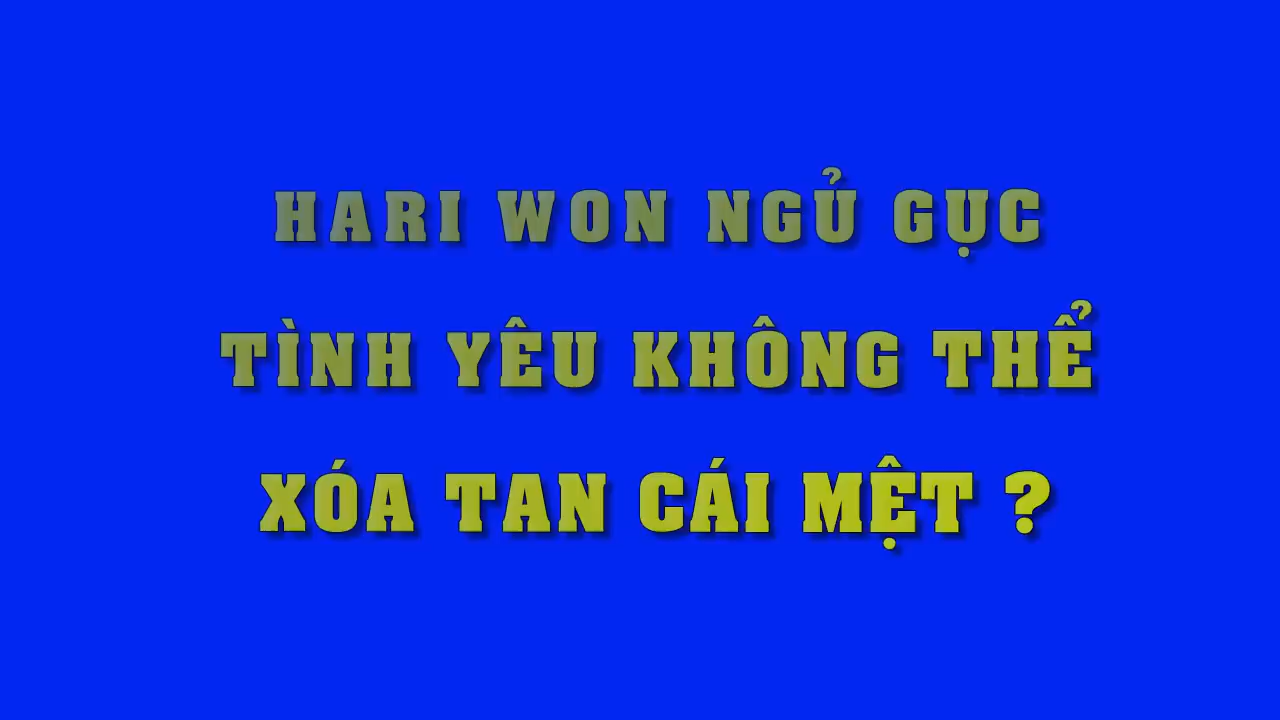 HARI WON NGỦ GỤC
TÌNH YÊU KHÔNG THỂ
XÓA TAN CÁI MỆT ?